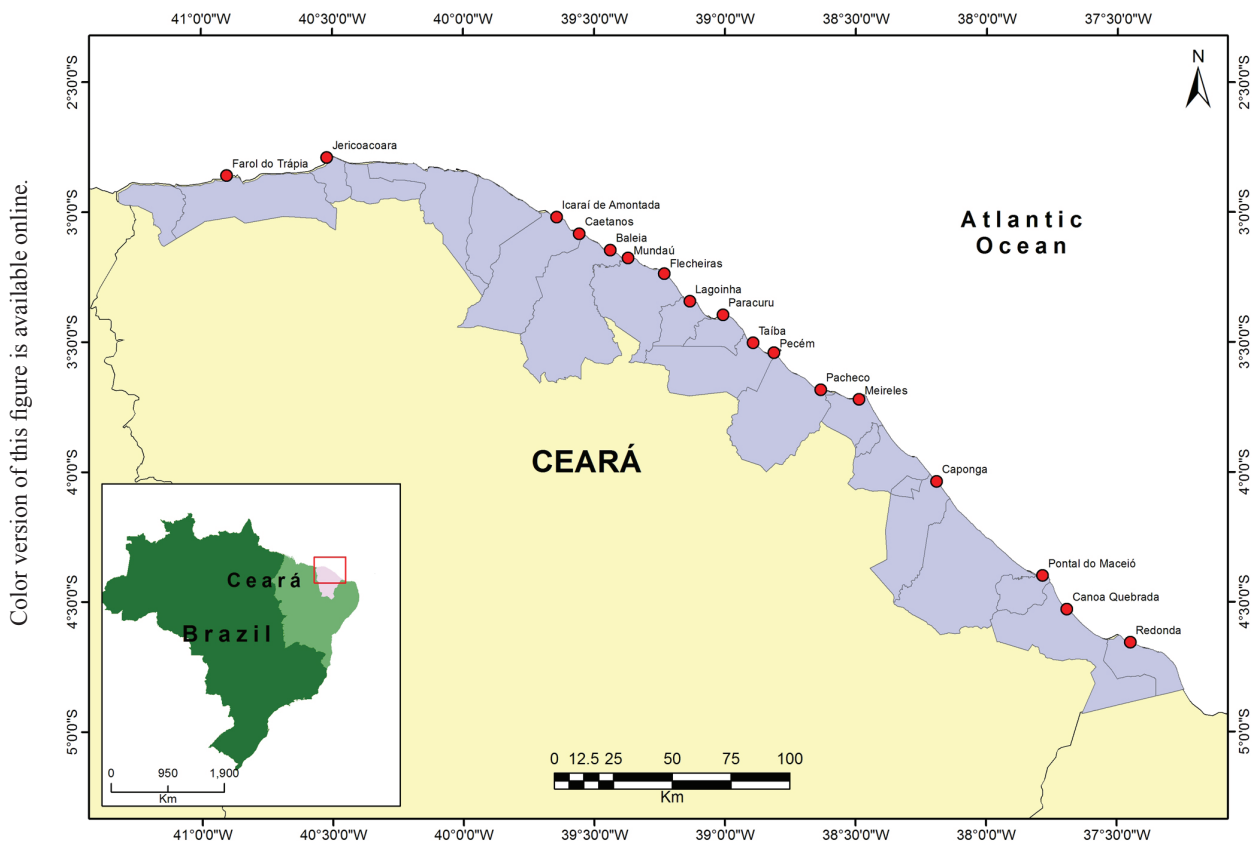 Color version of this figure is available online.
41°0'0"W 40°30'0"W 40°0'0"W 39°30'0"W 39°0'0"W 38°30'0"W 38°0'0"W 37°30'0"W
2°30'0"S
3°0'0"S
3°30'0"S
4°0'0"S
4°30'0"S
5°0'0"S
N
Jericoacoara
Farol do Trápia
Icaraí de Amontada
Caetanos
Baleia
Mundaú
Flecheiras
Lagoinha
Paracuru
Taíba
Pecém
Pacheco
Meireles
Caponga
Pontal do Maceió
Canoa Quebrada
Redonda
Atlantic
Ocean
CEARÁ
Ceará
Brazil
0 950 1,900
Km
0 12.5 25 50 75 100
Km
2°30'0"S
3°0'0"S
3°30'0"S
4°0'0"S
4°30'0"S
5°0'0"S
41°0'0"W 40°30'0"W 40°0'0"W 39°30'0"W 39°0'0"W 38°30'0"W 38°0'0"W 37°30'0"W